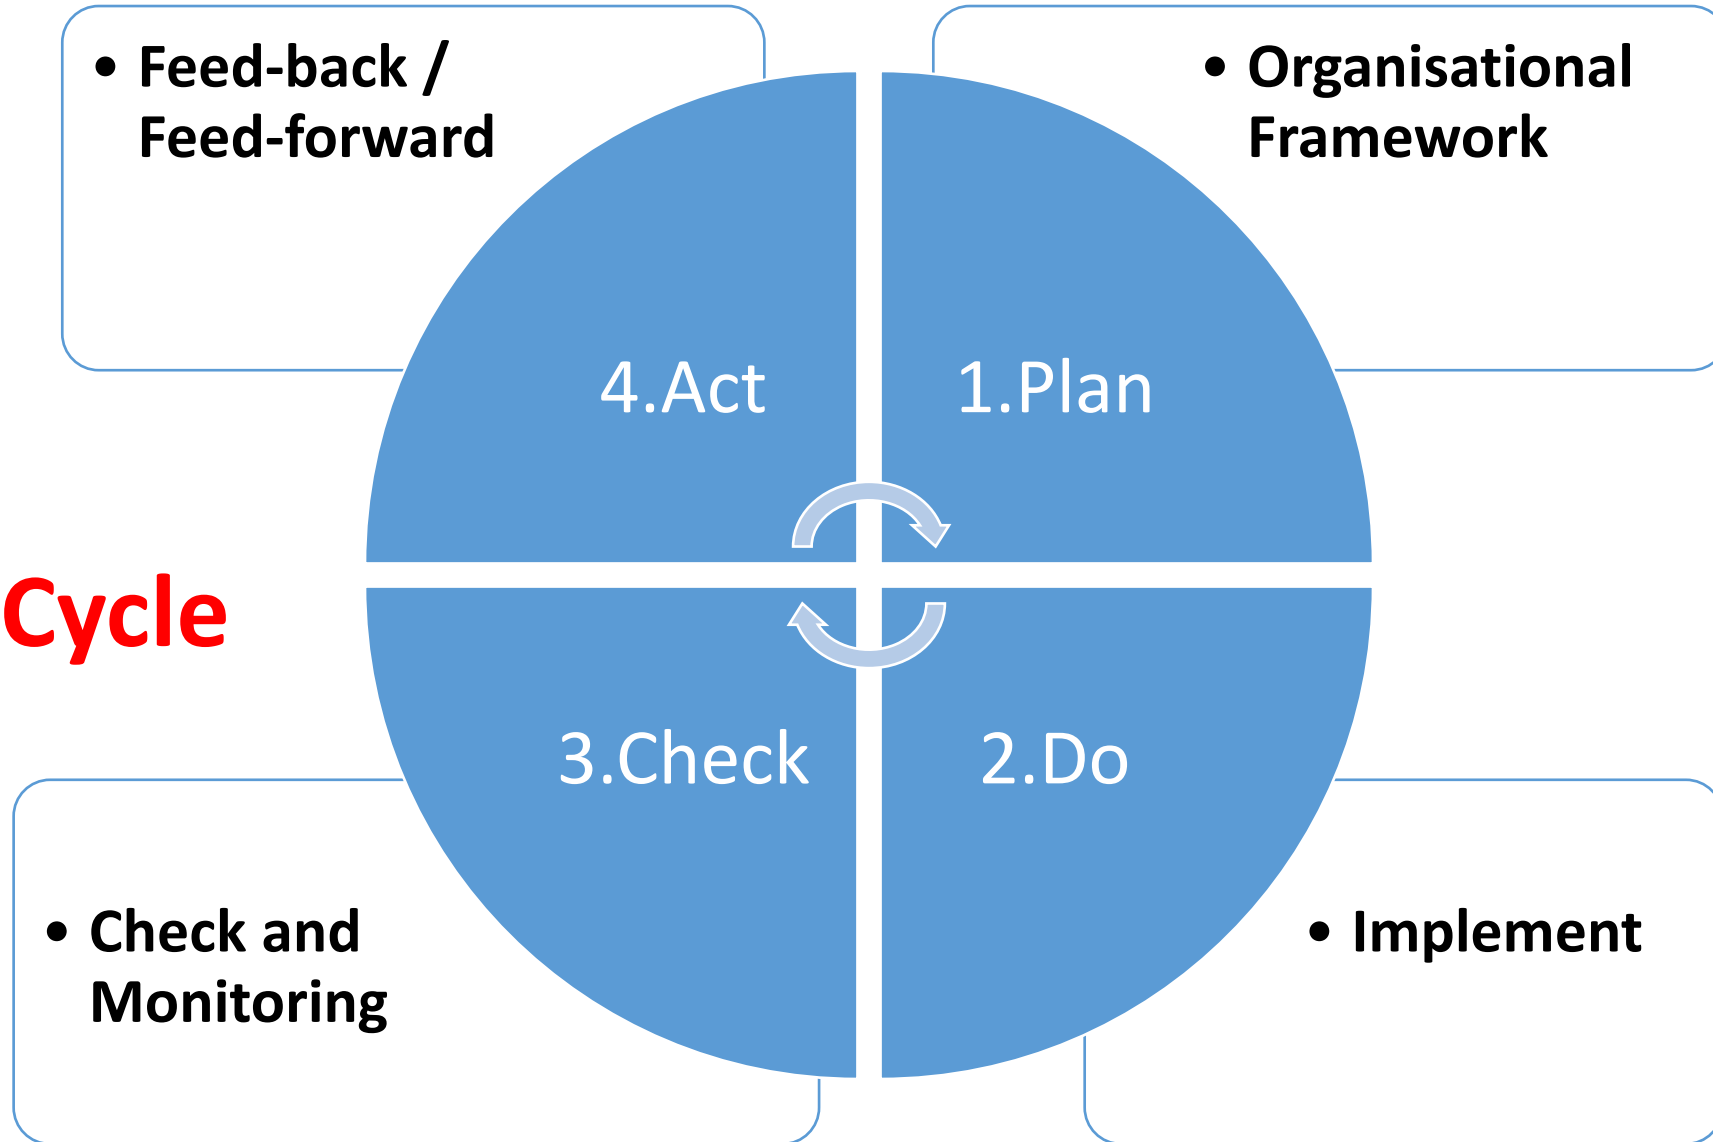 • Feed-back /
Feed-forward
• Organisational
Framework
4.Act
1.Plan
Cycle
3.Check
2.Do
• Check and
Monitoring
• Implement